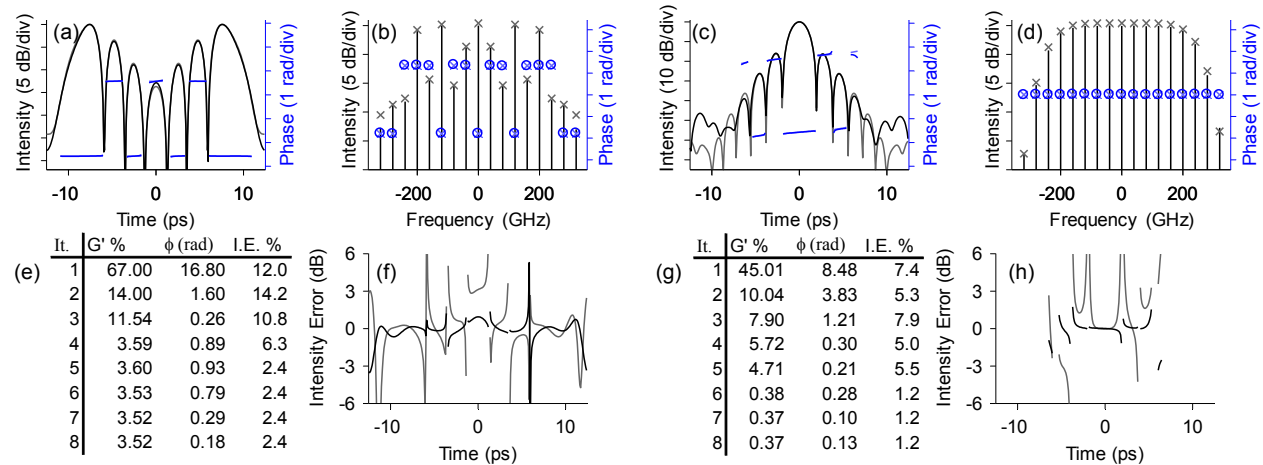 (a)
Intensity (5 dB/div)
Phase (1 rad/div)
-10 0 10
Time (ps)
(b)
Intensity (5 dB/div)
Phase (1 rad/div)
-200 0 200
Frequency (GHz)
(c)
Intensity (10 dB/div)
Phase (1 rad/div)
-10 0 10
Time (ps)
(d)
Intensity (5 dB/div)
Phase (1 rad/div)
-200 0 200
Frequency (GHz)
(e)
It. G' % ϕ (rad) I.E. %
1 67.00 16.80 12.0
2 14.00 1.60 14.2
3 11.54 0.26 10.8
4 3.59 0.89 6.3
5 3.60 0.93 2.4
6 3.53 0.79 2.4
7 3.52 0.29 2.4
8 3.52 0.18 2.4
(f)
Intensity Error (dB)
6
3
0
-3
-6
-10 0 10
Time (ps)
(g)
It. G' % ϕ (rad) I.E. %
1 45.01 8.48 7.4
2 10.04 3.83 5.3
3 7.90 1.21 7.9
4 5.72 0.30 5.0
5 4.71 0.21 5.5
6 0.38 0.28 1.2
7 0.37 0.10 1.2
8 0.37 0.13 1.2
(h)
Intensity Error (dB)
6
3
0
-3
-6
-10 0 10
Time (ps)